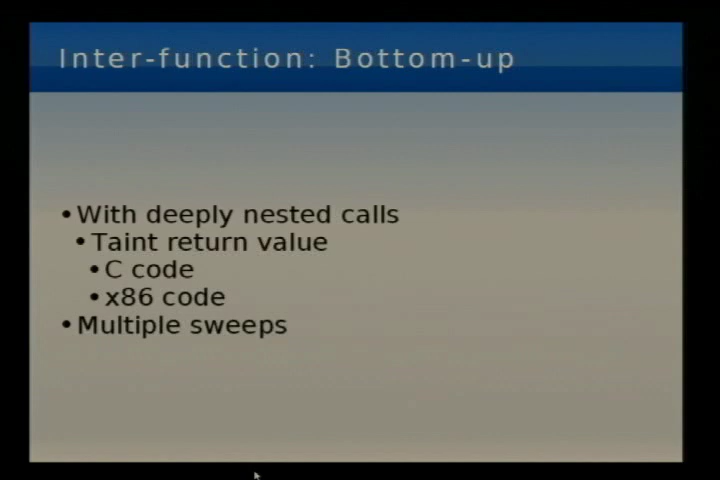 Inter-function: Bottom-up
•With deeply nested calls
•Taint return value
•C code
•x86 code
•Multiple sweeps